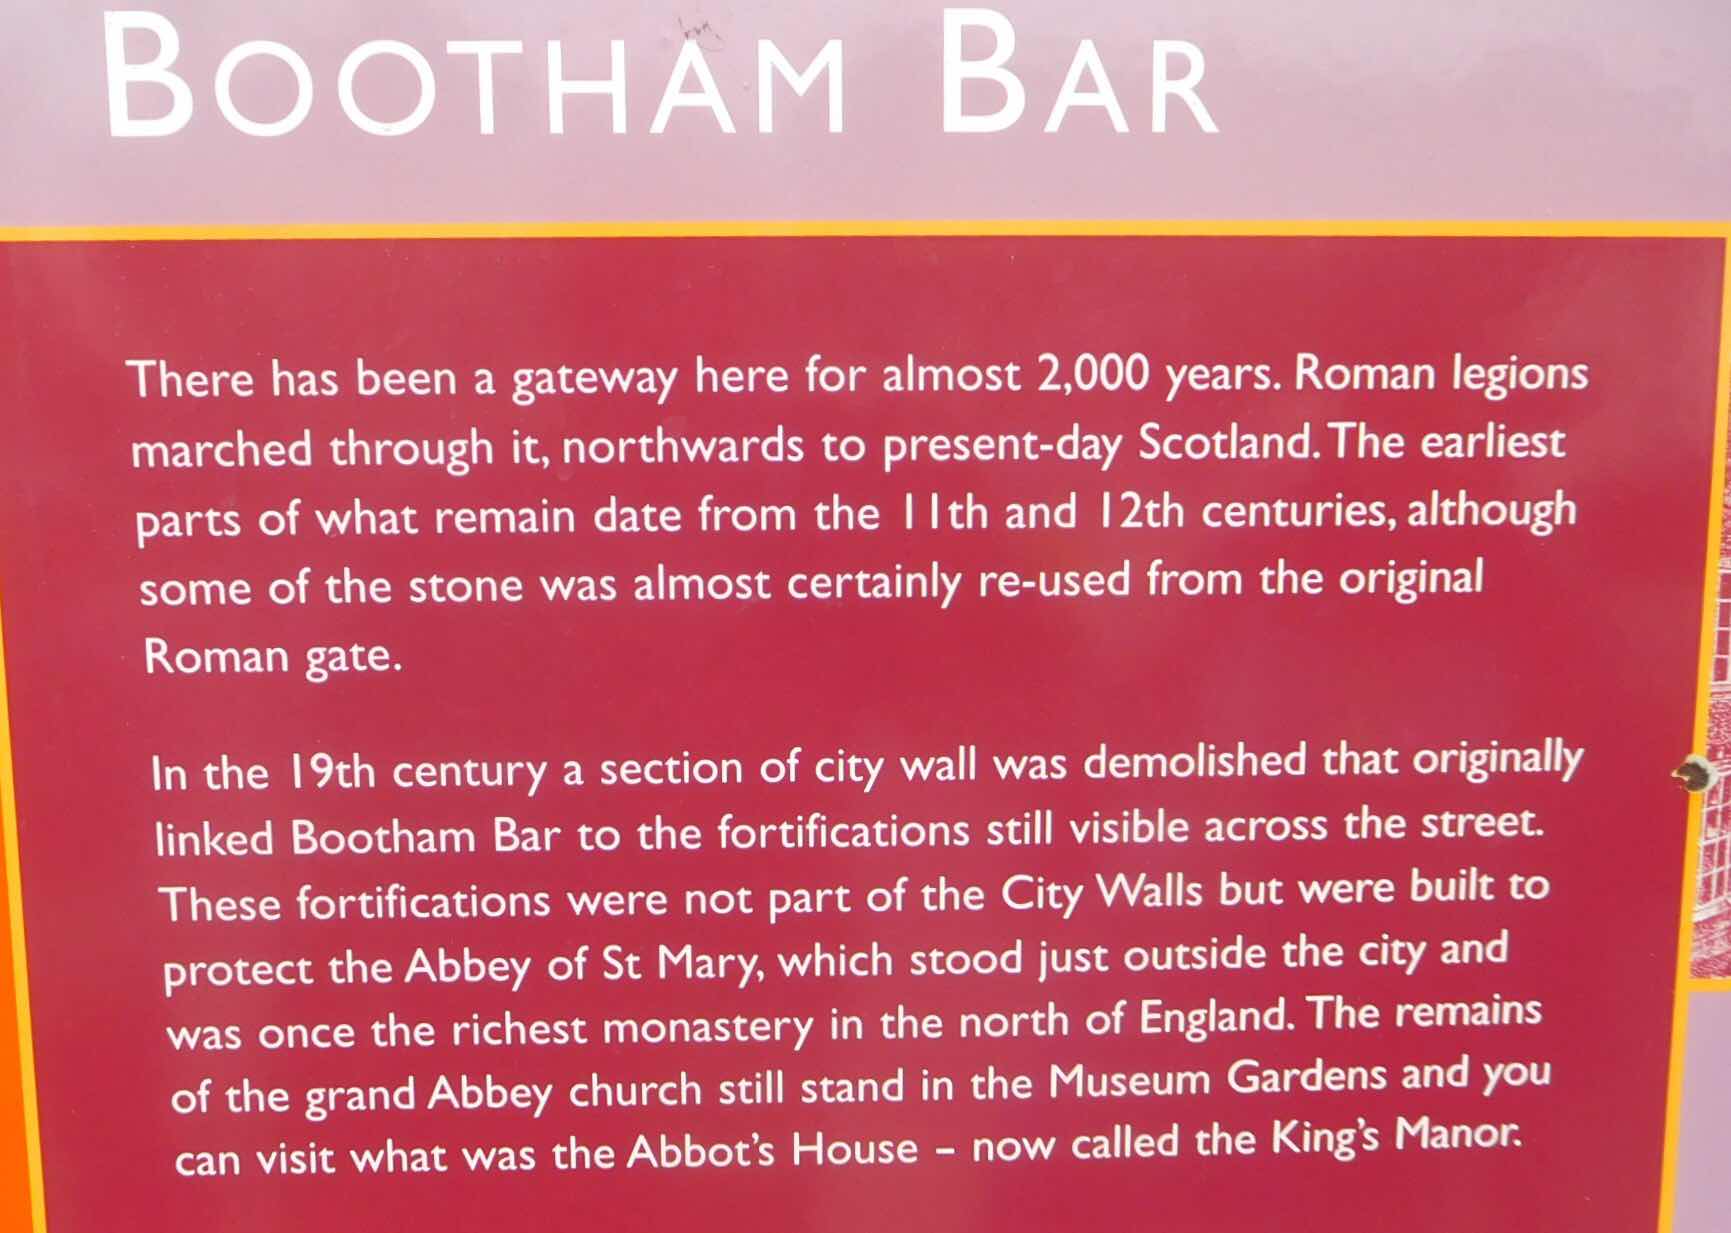 BOOTHAM BAR
There has been a gateway here for almost 2,000 years. Roman legions
marched through it, northwards to present-day Scotland. The earliest
parts of what remain date from the 11th and 12th centuries, although
some of the stone was almost certainly re-used from the original
Roman gate.
In the 19th century a section of city wall was demolished that originally
linked Bootham Bar to the fortifications still visible across the street.
These fortifications were not part of the City Walls but were built to
protect the Abbey of St Mary, which stood just outside the city and
was once the richest monastery in the north of England. The remains
of the grand Abbey church still stand in the Museum Gardens and you
can visit what was the Abbot's House – now called the King's Manor.